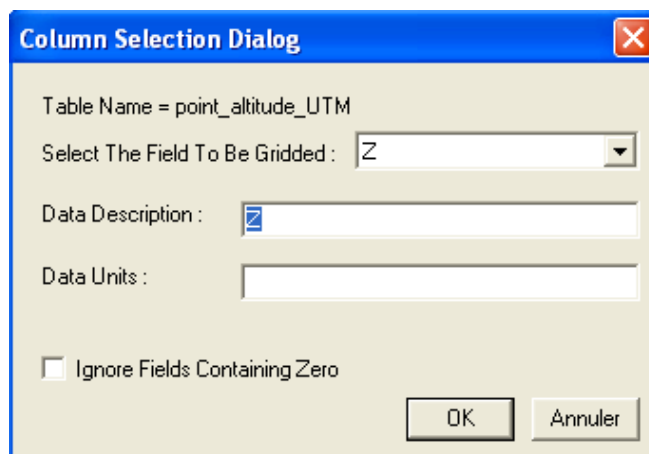 Column Selection Dialog
Table Name = point_altitude_UTM
Select The Field To Be Gridded : Z
Data Description : Z
Data Units :
Ignore Fields Containing Zero
OK Annuler